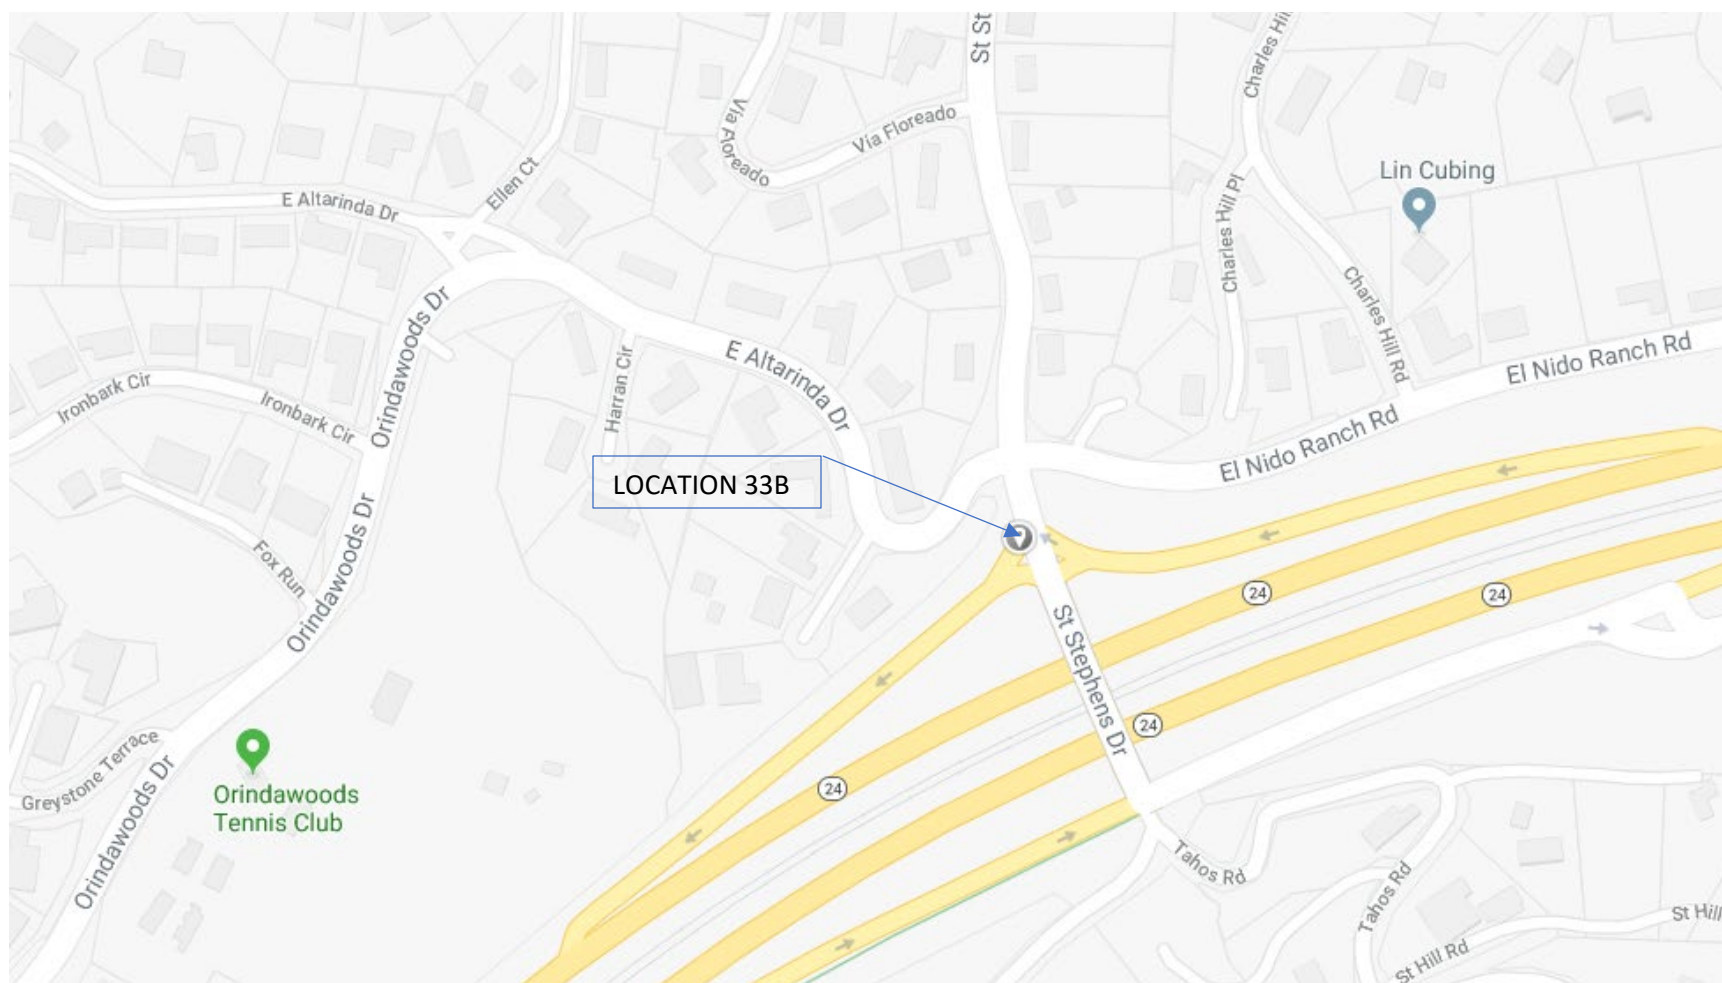 St St
Charles Hill
Via Floreado
Via Floreado
Ellen Ct
E Altarinda Dr
Lin Cubing
Charles Hill Pl
Charles Hill Rd
Orindawoods Dr
E Altarinda Dr
Harran Cir
El Nido Ranch Rd
Ironbark Cir
Ironbark Cir
El Nido Ranch Rd
LOCATION 33B
Orindawoods Dr
Fox Run
24
24
St Stephens Dr
24
24
Greystone Terrace
Orindawoods Dr
Orindawoods
Tennis Club
Tahos Rd
Tahos Rd
St Hill
St Hill Rd